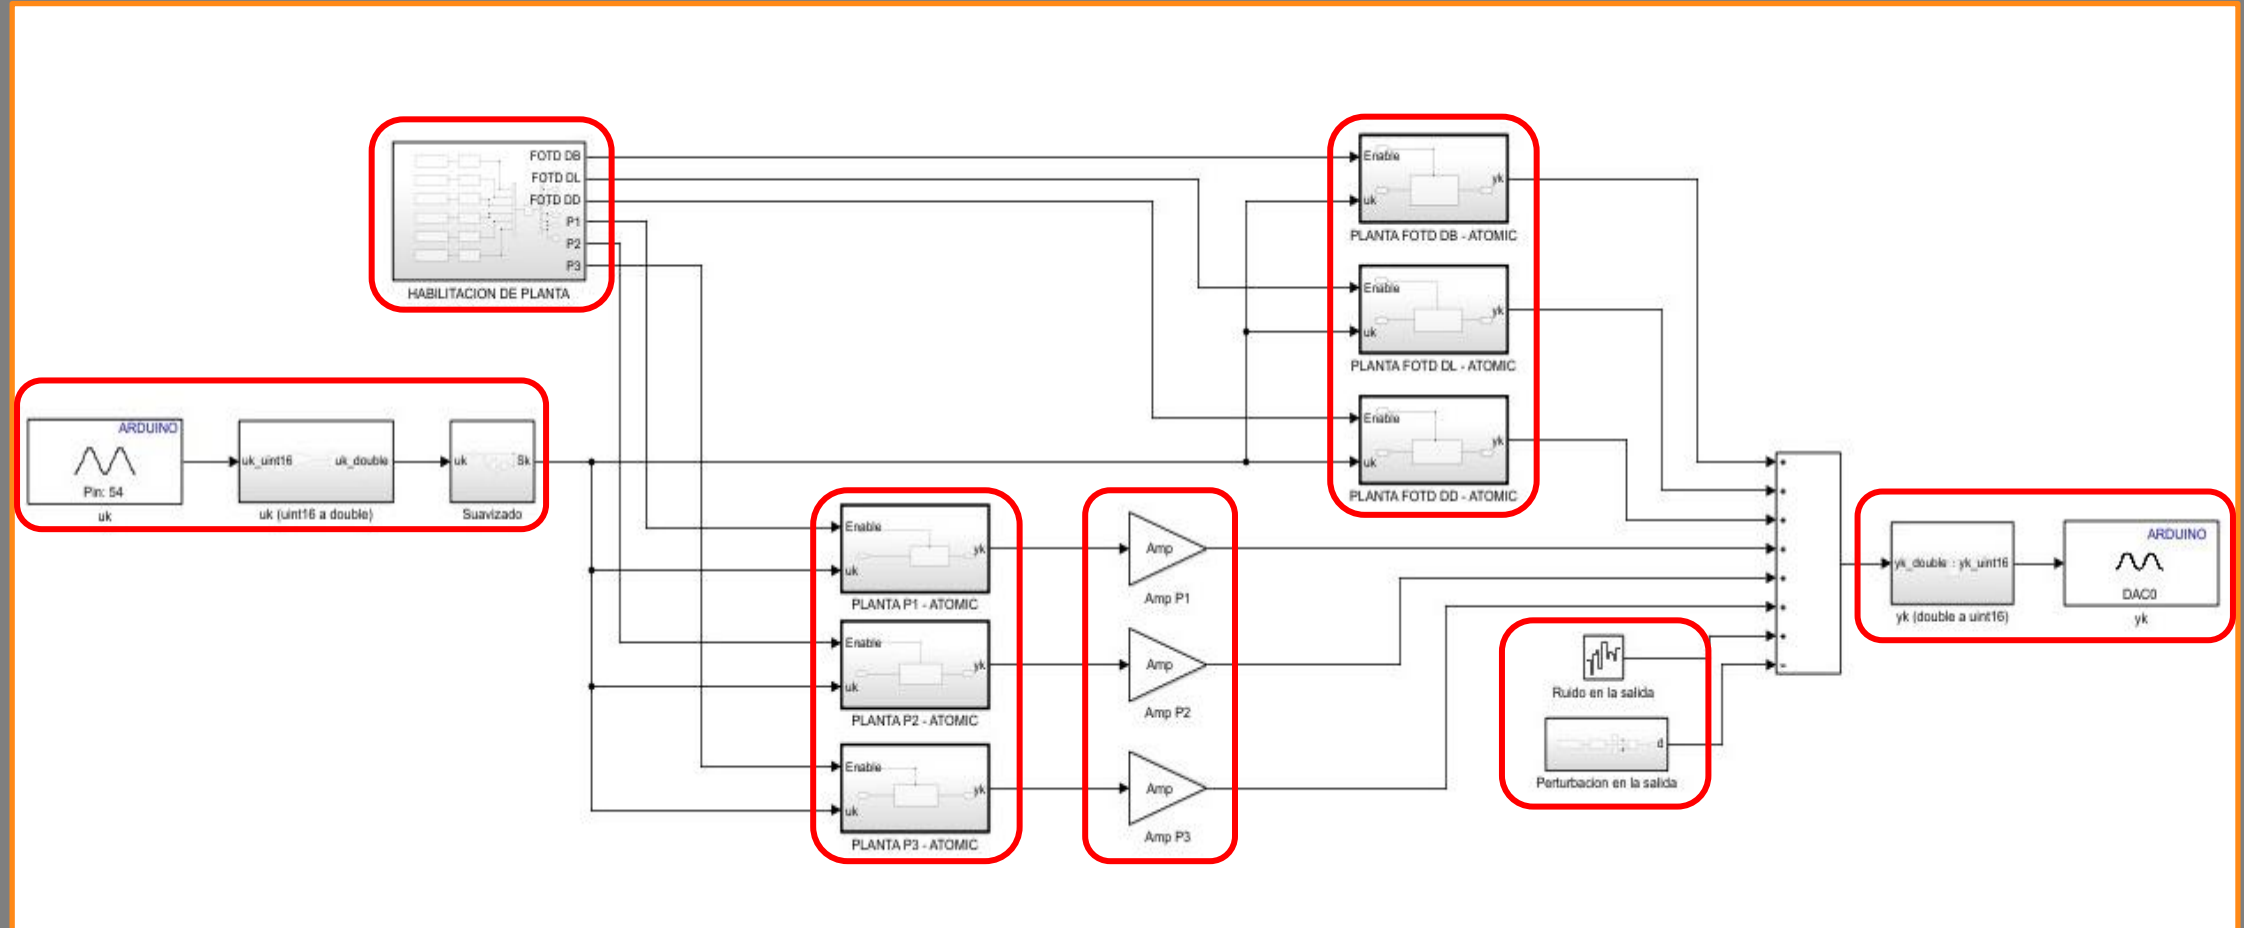 FOTD DB
FOTD DL
FOTD DD
P1
P2
P3
HABILITACION DE PLANTA
Enable
uk
yk
PLANTA FOTD DB - ATOMIC
Enable
uk
yk
PLANTA FOTD DL - ATOMIC
Enable
uk
yk
PLANTA FOTD DD - ATOMIC
ARDUINO
Pin: 54
uk
uk_uint16
uk_double
uk (uint16 a double)
uk
Sk
Suavizado
Enable
uk
yk
PLANTA P1 - ATOMIC
Enable
uk
yk
PLANTA P2 - ATOMIC
Enable
uk
yk
PLANTA P3 - ATOMIC
Amp
Amp P1
Amp
Amp P2
Amp
Amp P3
Ruido en la salida
d
Perturbacion en la salida
yk_double
yk_uint16
yk (double a uint16)
ARDUINO
DAC0
yk